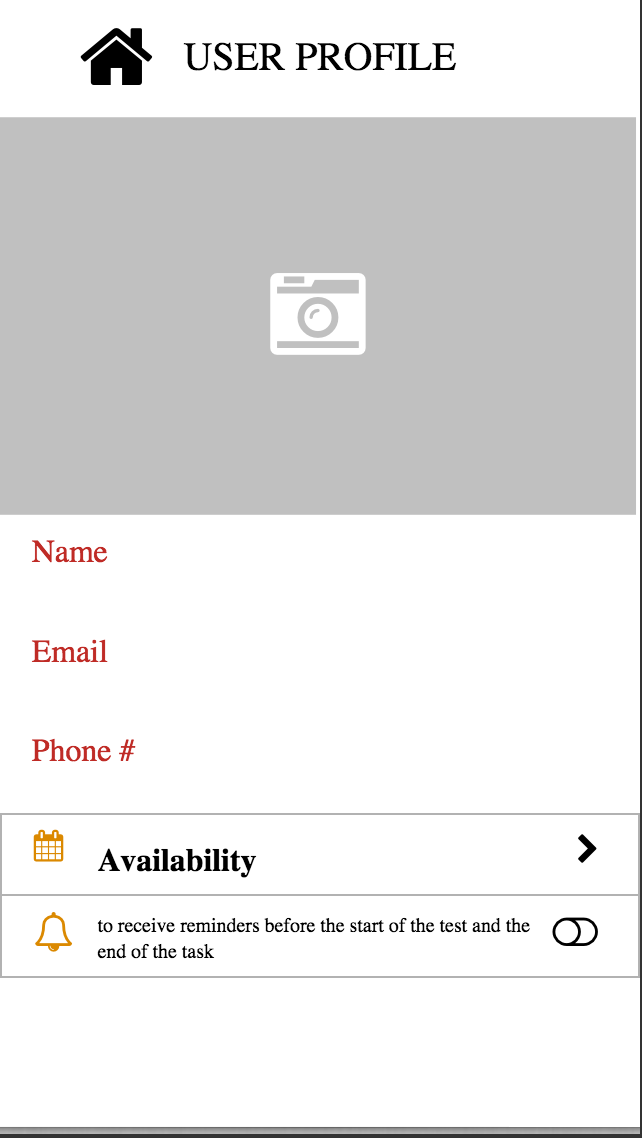 USER PROFILE
Name
Email
Phone #
Availability
to receive reminders before the start of the test and the
end of the task